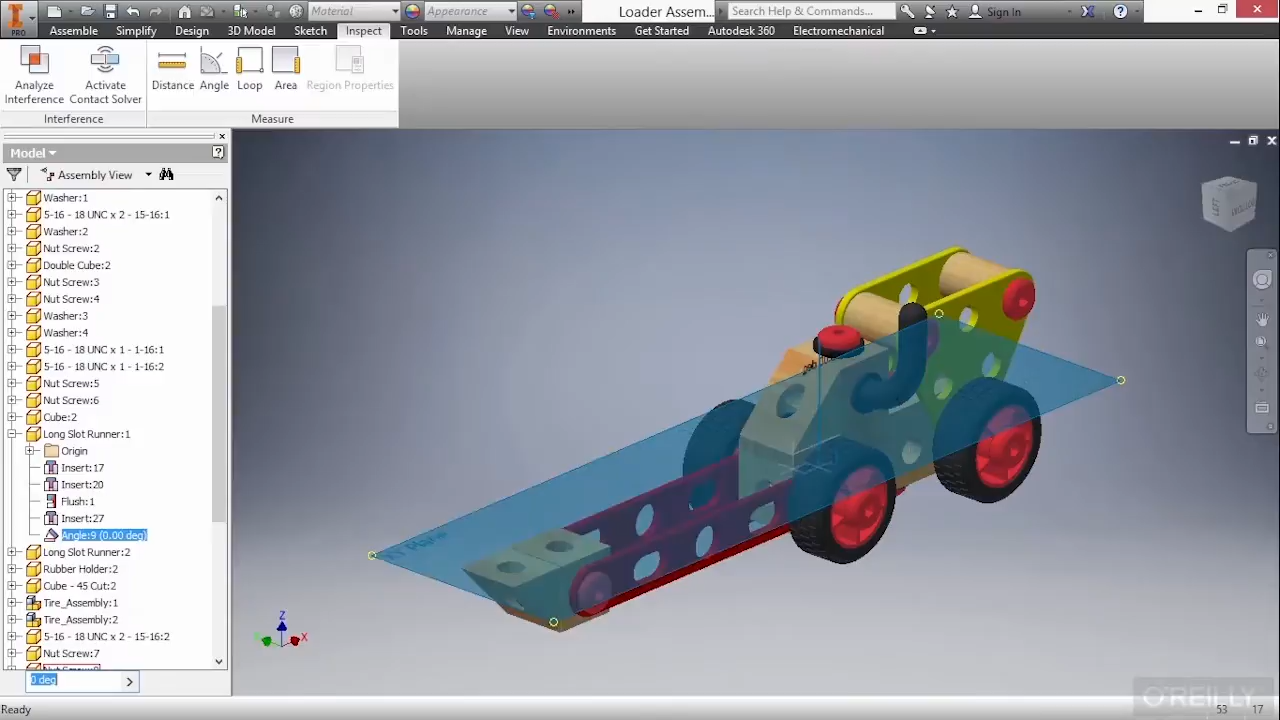 Material
Appearance
Loader Assem...
Search Help & Commands...
Sign In
PRO
Assemble
Simplify
Design
3D Model
Sketch
Inspect
Tools
Manage
View
Environments
Get Started
Autodesk 360
Electromechanical
Analyze Interference
Activate Contact Solver
Distance
Angle
Loop
Area
Region Properties
Interference
Measure
Model
Assembly View
Washer:1
5-16 - 18 UNC x 2 - 15-16:1
Washer:2
Nut Screw:2
Double Cube:2
Nut Screw:3
Nut Screw:4
Washer:3
Washer:4
5-16 - 18 UNC x 1 - 1-16:1
5-16 - 18 UNC x 1 - 1-16:2
Nut Screw:5
Nut Screw:6
Cube:2
Long Slot Runner:1
Origin
Insert:17
Insert:20
Flush:1
Insert:27
Angle:9 (0.00 deg)
Long Slot Runner:2
Rubber Holder:2
Cube - 45 Cut:2
Tire_Assembly:1
Tire_Assembly:2
5-16 - 18 UNC x 2 - 15-16:2
Nut Screw:7
0 deg
Z
X
Ready
O'REILLY
53
17